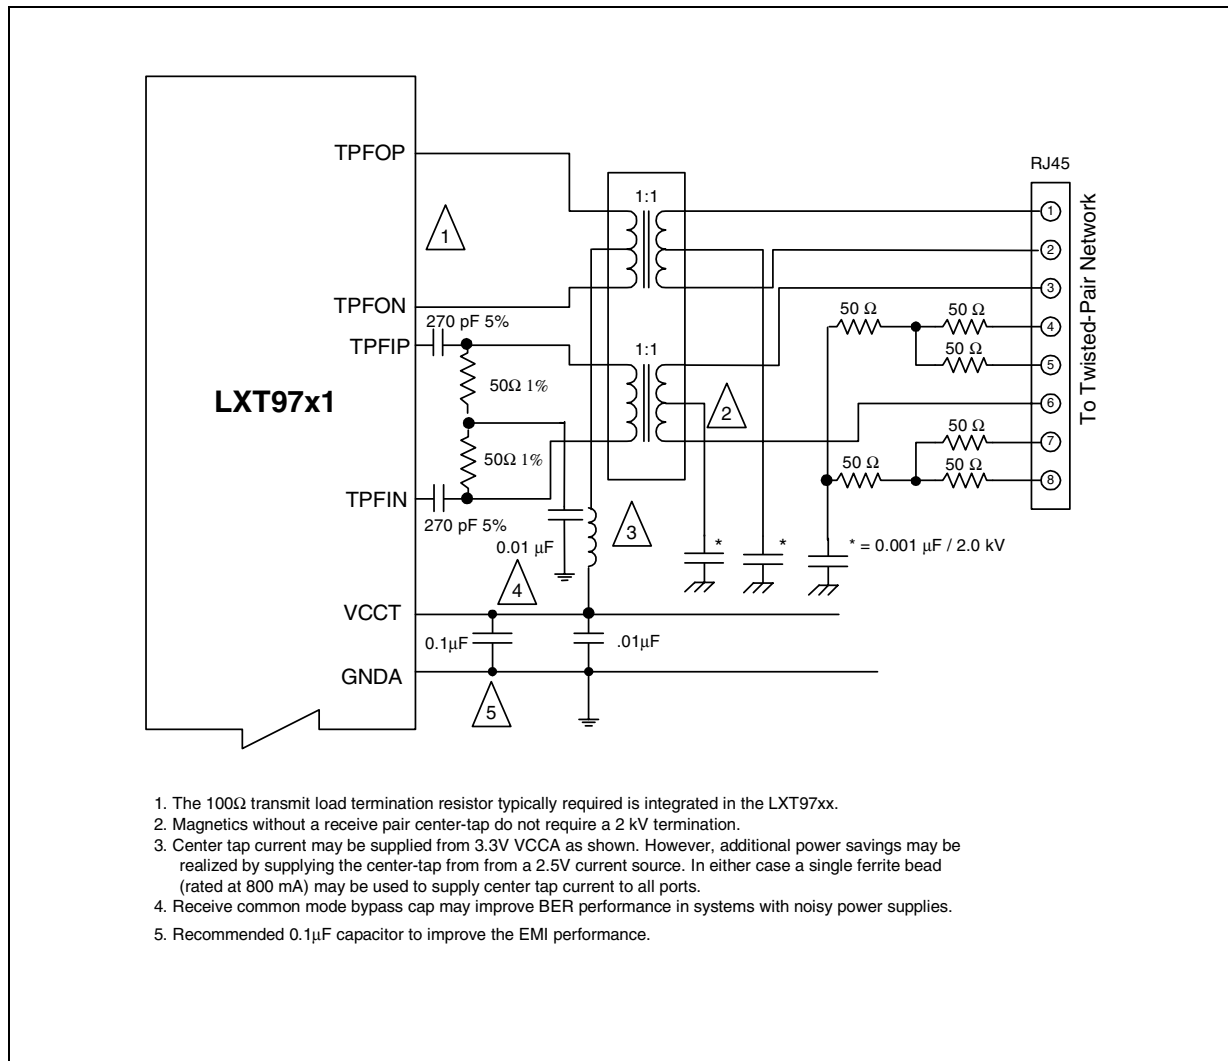 RJ45
TPFOP
1:1
1
1
2
To Twisted-Pair Network
3
TPFON
270 pF 5%
50 Ω
50 Ω
4
TPFIP
1:1
50 Ω
5
50Ω 1%
LXT97x1
2
6
50 Ω
7
50Ω 1%
50 Ω
50 Ω
8
TPFIN
270 pF 5%
3
0.01 µF
*
*
* = 0.001 µF / 2.0 kV
4
VCCT
0.1µF
.01µF
GNDA
5
1. The 100Ω transmit load termination resistor typically required is integrated in the LXT97xx.
2. Magnetics without a receive pair center-tap do not require a 2 kV termination.
3. Center tap current may be supplied from 3.3V VCCA as shown. However, additional power savings may be
realized by supplying the center-tap from from a 2.5V current source. In either case a single ferrite bead
(rated at 800 mA) may be used to supply center tap current to all ports.
4. Receive common mode bypass cap may improve BER performance in systems with noisy power supplies.
5. Recommended 0.1µF capacitor to improve the EMI performance.